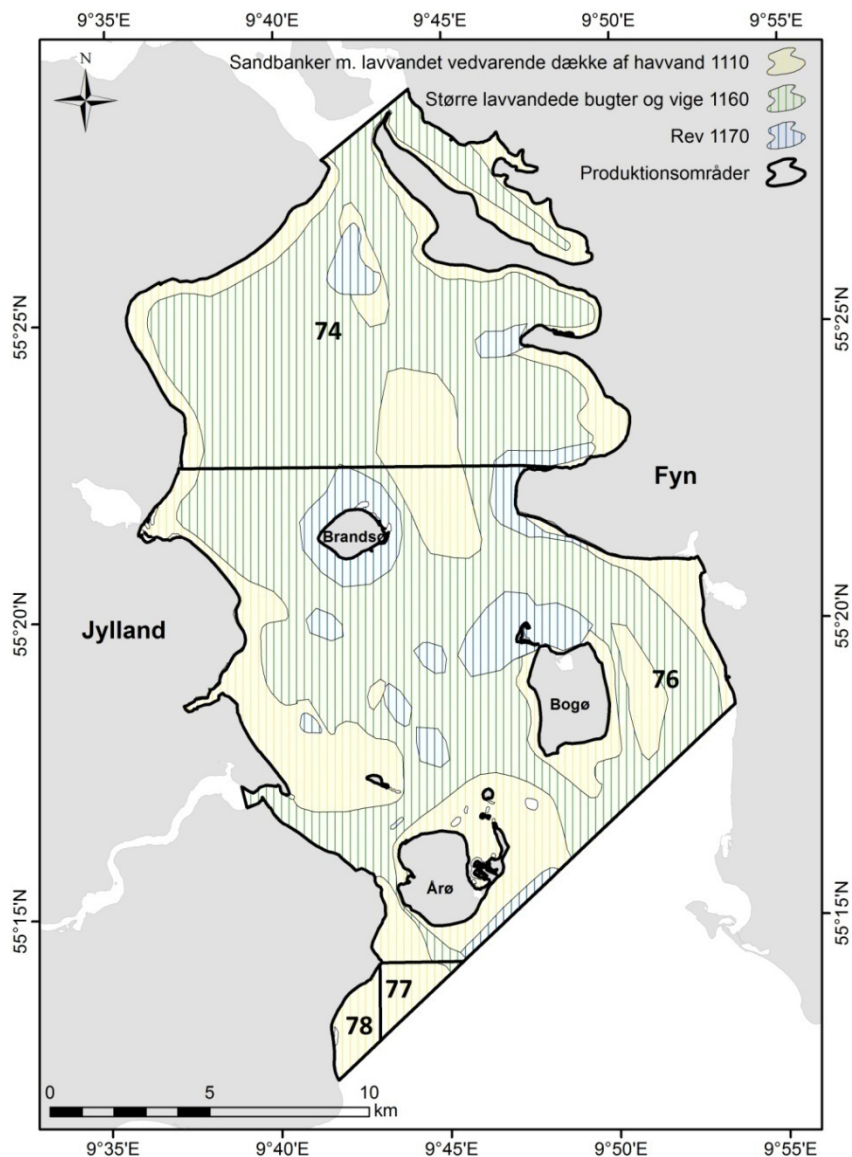 9°35'E 9°40'E 9°45'E 9°50'E 9°55'E
N
Sandbanker m. lavvandet vedvarende dække af havvand 1110
Større lavvandede bugter og vige 1160
Rev 1170
Produktionsområder
55°25'N 55°25'N
74
Fyn
Brandsø
55°20'N 55°20'N
Jylland
76
Bogø
Årø
55°15'N 55°15'N
77
78
0 5 10
km
9°35'E 9°40'E 9°45'E 9°50'E 9°55'E